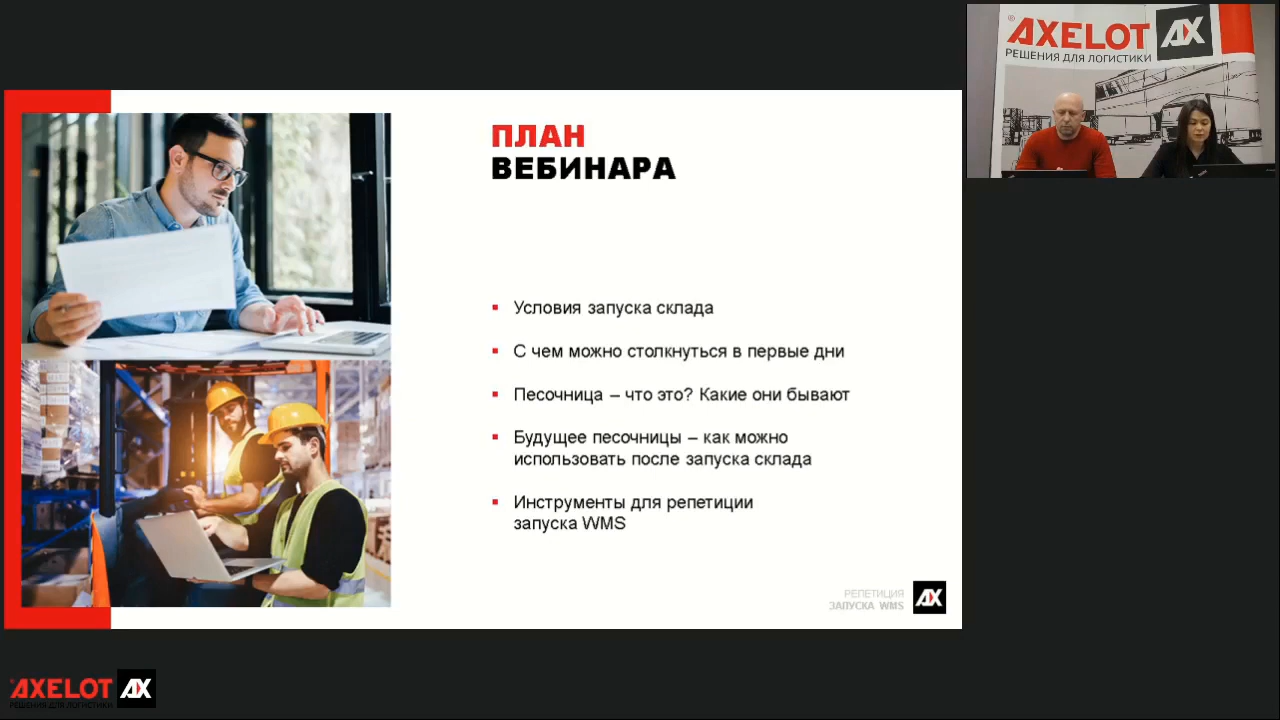 AXELOT AX
РЕШЕНИЯ ДЛЯ ЛОГИСТИКИ
ПЛАН
ВЕБИНАРА
Условия запуска склада
С чем можно столкнуться в первые дни
Песочница – что это? Какие они бывают
Будущее песочницы – как можно
использовать после запуска склада
Инструменты для репетиции
запуска WMS
РЕПЕТИЦИЯ
ЗАПУСКА WMS
AX
AXELOT AX
РЕШЕНИЯ ДЛЯ ЛОГИСТИКИ